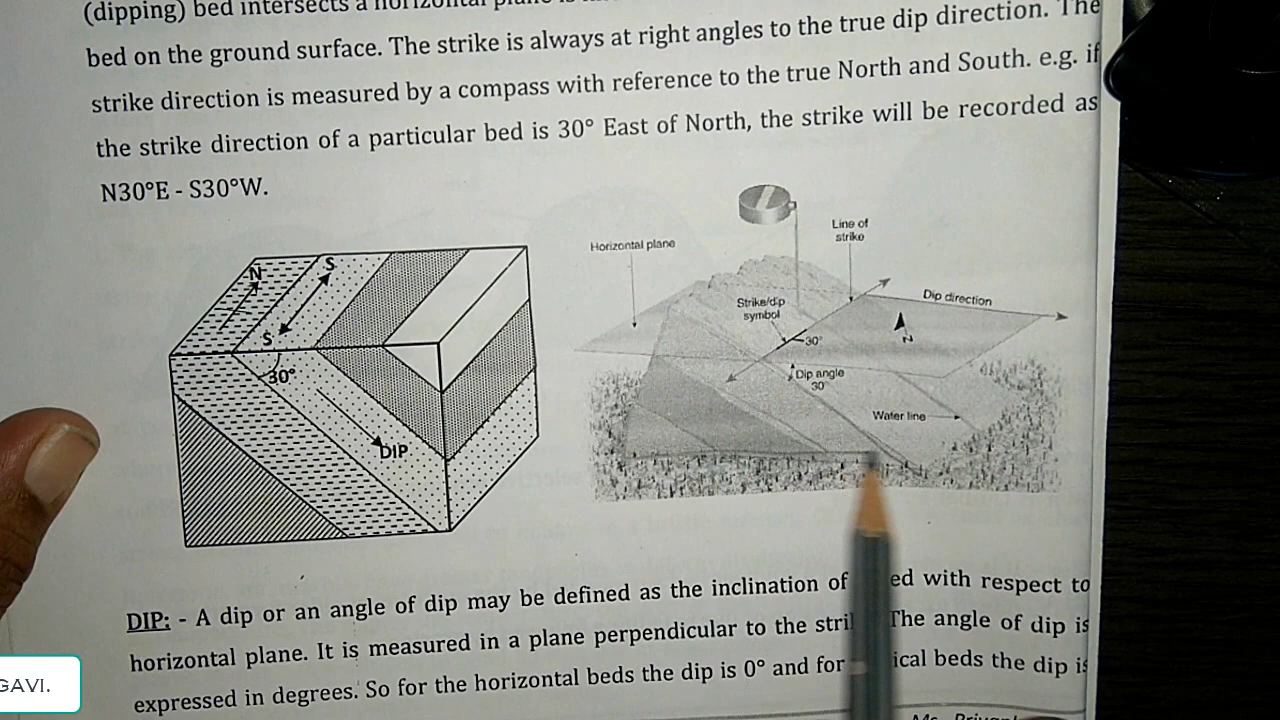 (dipping) bed intersects a horizontal plane is
bed on the ground surface. The strike is always at right angles to the true dip direction. The
strike direction is measured by a compass with reference to the true North and South. e.g. if
the strike direction of a particular bed is 30° East of North, the strike will be recorded as
N30°E - S30°W.
N
S
S
30°
DIP
Horizontal plane
Line of
strike
Strike/dip
symbol
Dip direction
30°
N
Dip angle
30°
Water line
DIP: - A dip or an angle of dip may be defined as the inclination of ed with respect to
horizontal plane. It is measured in a plane perpendicular to the stri The angle of dip is
expressed in degrees. So for the horizontal beds the dip is 0° and for ical beds the dip is
GAVI.